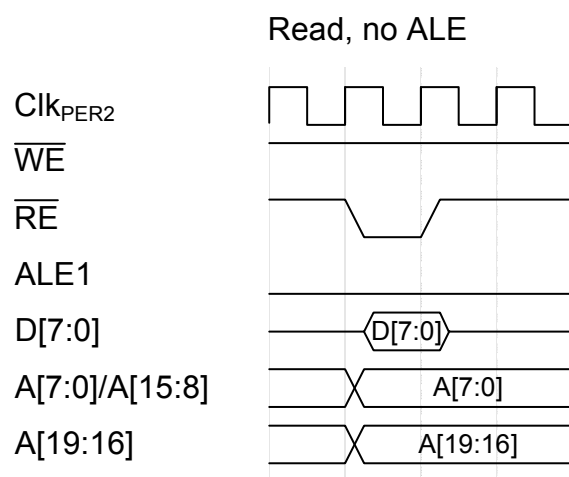 Read, no ALE
ClkPER2
WE
RE
ALE1
D[7:0] D[7:0]
A[7:0]/A[15:8] A[7:0]
A[19:16] A[19:16]